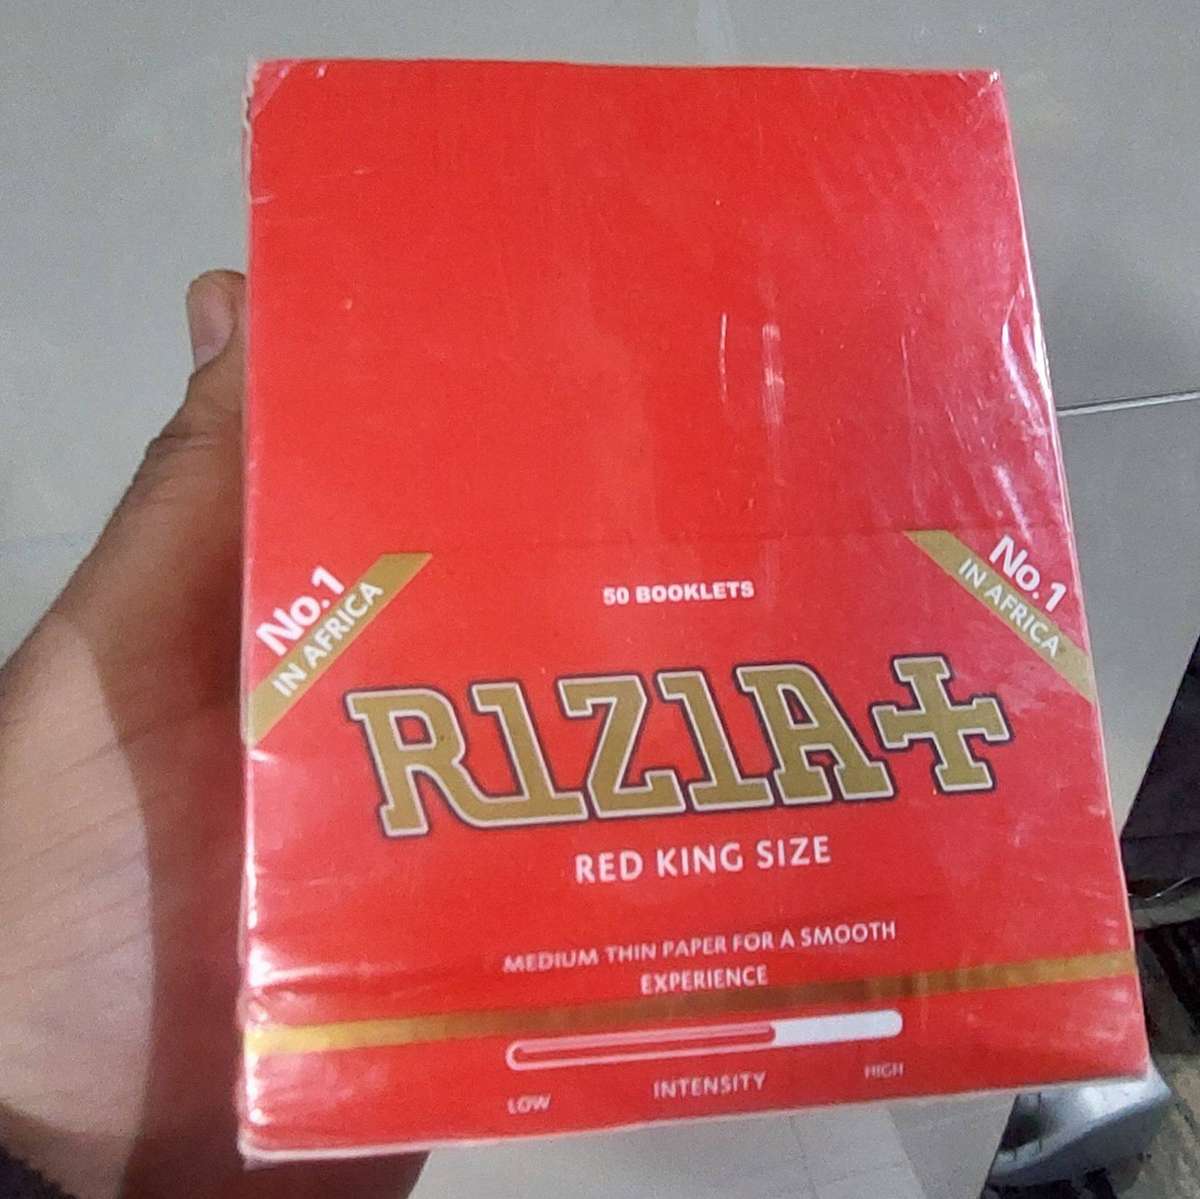 No.1
IN AFRICA
No.1
IN AFRICA
50 BOOKLETS
R1Z1A+
RED KING SIZE
MEDIUM THIN PAPER FOR A SMOOTH
EXPERIENCE
LOW INTENSITY HIGH